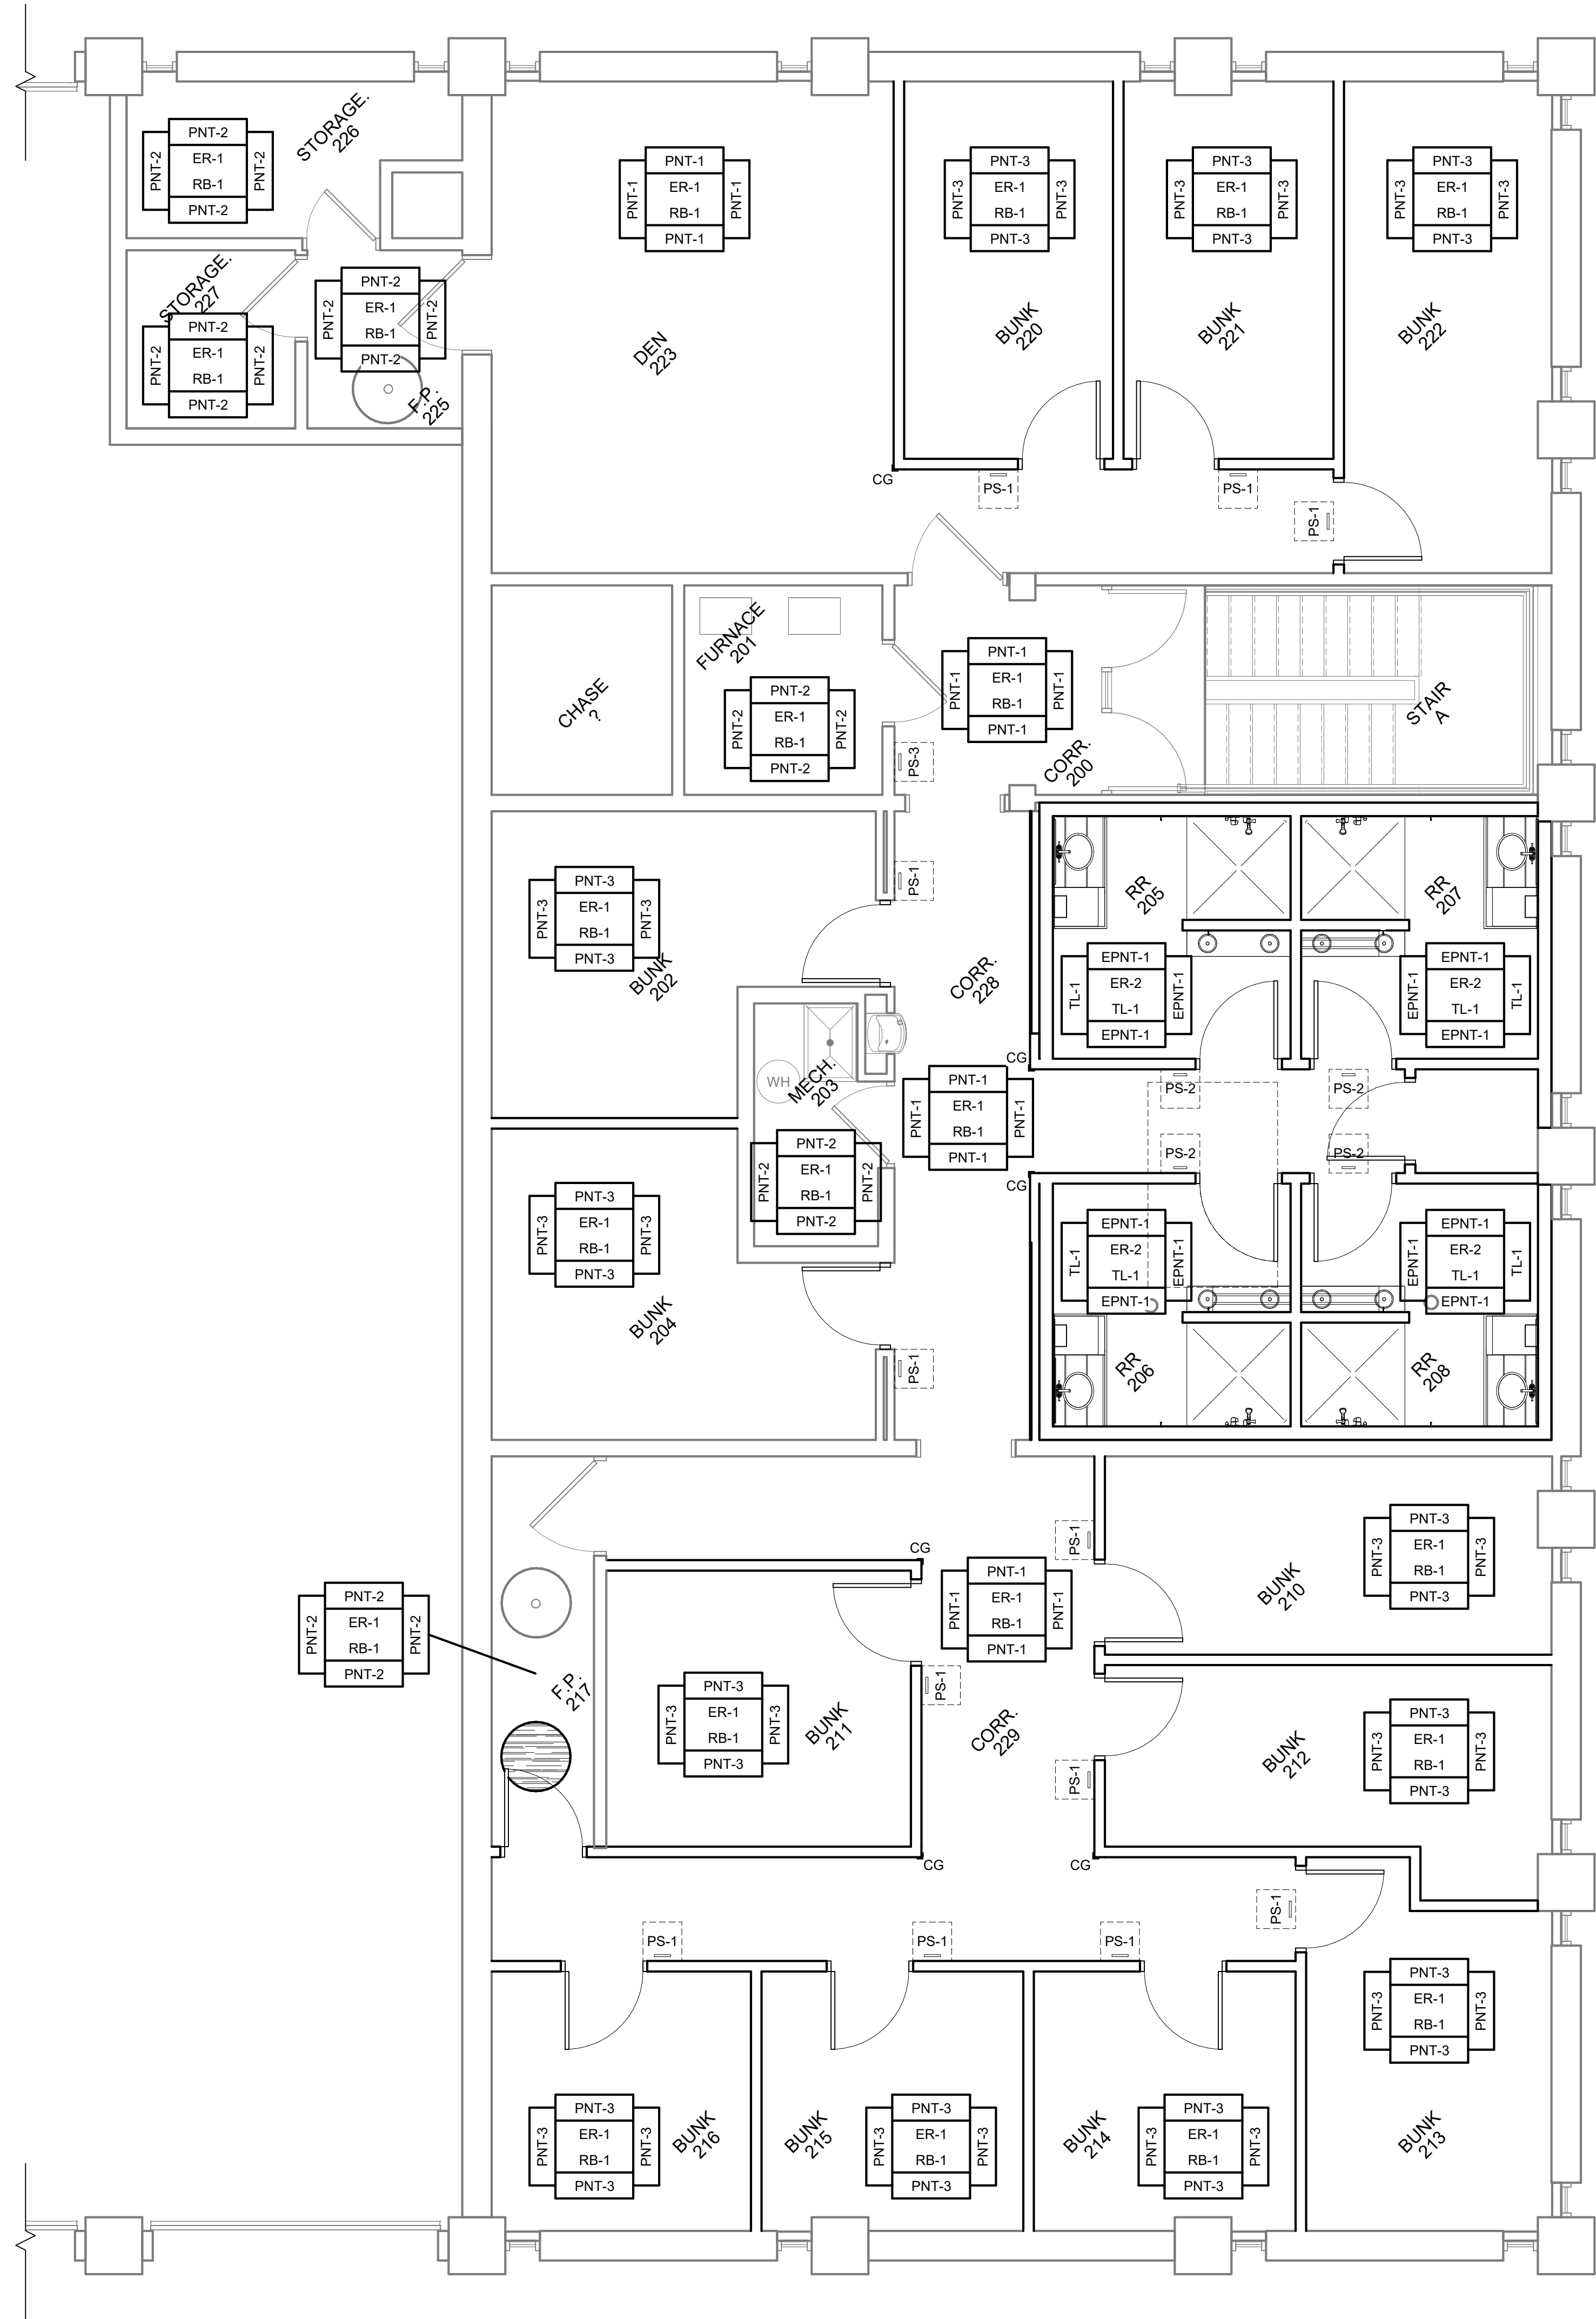 STORAGE.
226
PNT-2
PNT-2
ER-1
RB-1
PNT-2
PNT-2
STORAGE.
227
PNT-2
PNT-2
ER-1
RB-1
PNT-2
PNT-2
PNT-2
PNT-2
ER-1
RB-1
PNT-2
PNT-2
F.P.
225
PNT-1
PNT-1
ER-1
RB-1
PNT-1
PNT-1
DEN
223
PNT-3
PNT-3
ER-1
RB-1
PNT-3
PNT-3
BUNK
220
PNT-3
PNT-3
ER-1
RB-1
PNT-3
PNT-3
BUNK
221
PNT-3
PNT-3
ER-1
RB-1
PNT-3
PNT-3
BUNK
222
CG
PS-1
PS-1
PS-1
CHASE
?
FURNACE
201
PNT-2
PNT-2
ER-1
RB-1
PNT-2
PNT-2
PNT-1
PNT-1
ER-1
RB-1
PNT-1
PNT-1
CORR.
200
STAIR
A
PS-3
PS-1
PNT-3
PNT-3
ER-1
RB-1
PNT-3
PNT-3
BUNK
202
CORR.
228
RR
205
EPNT-1
TL-1
ER-2
TL-1
EPNT-1
EPNT-1
RR
207
EPNT-1
EPNT-1
ER-2
TL-1
TL-1
EPNT-1
WH
MECH.
203
PNT-2
PNT-2
ER-1
RB-1
PNT-2
PNT-2
CG
PNT-1
PNT-1
ER-1
RB-1
PNT-1
PNT-1
CG
PS-2
PS-2
PS-2
PS-2
PNT-3
PNT-3
ER-1
RB-1
PNT-3
PNT-3
BUNK
204
PS-1
EPNT-1
TL-1
ER-2
TL-1
EPNT-1
EPNT-1
RR
206
EPNT-1
EPNT-1
ER-2
TL-1
TL-1
EPNT-1
RR
208
CG
PS-1
PNT-1
PNT-1
ER-1
RB-1
PNT-1
PNT-1
BUNK
210
PNT-3
PNT-3
ER-1
RB-1
PNT-3
PNT-3
PNT-2
PNT-2
ER-1
RB-1
PNT-2
PNT-2
F.P.
217
PNT-3
PNT-3
ER-1
RB-1
PNT-3
PNT-3
BUNK
211
PS-1
CORR.
229
PS-1
BUNK
212
PNT-3
PNT-3
ER-1
RB-1
PNT-3
PNT-3
CG
CG
PS-1
PS-1
PS-1
PS-1
PNT-3
PNT-3
ER-1
RB-1
PNT-3
PNT-3
BUNK
213
PNT-3
PNT-3
ER-1
RB-1
PNT-3
PNT-3
BUNK
216
BUNK
215
PNT-3
PNT-3
ER-1
RB-1
PNT-3
PNT-3
BUNK
214
PNT-3
PNT-3
ER-1
RB-1
PNT-3
PNT-3